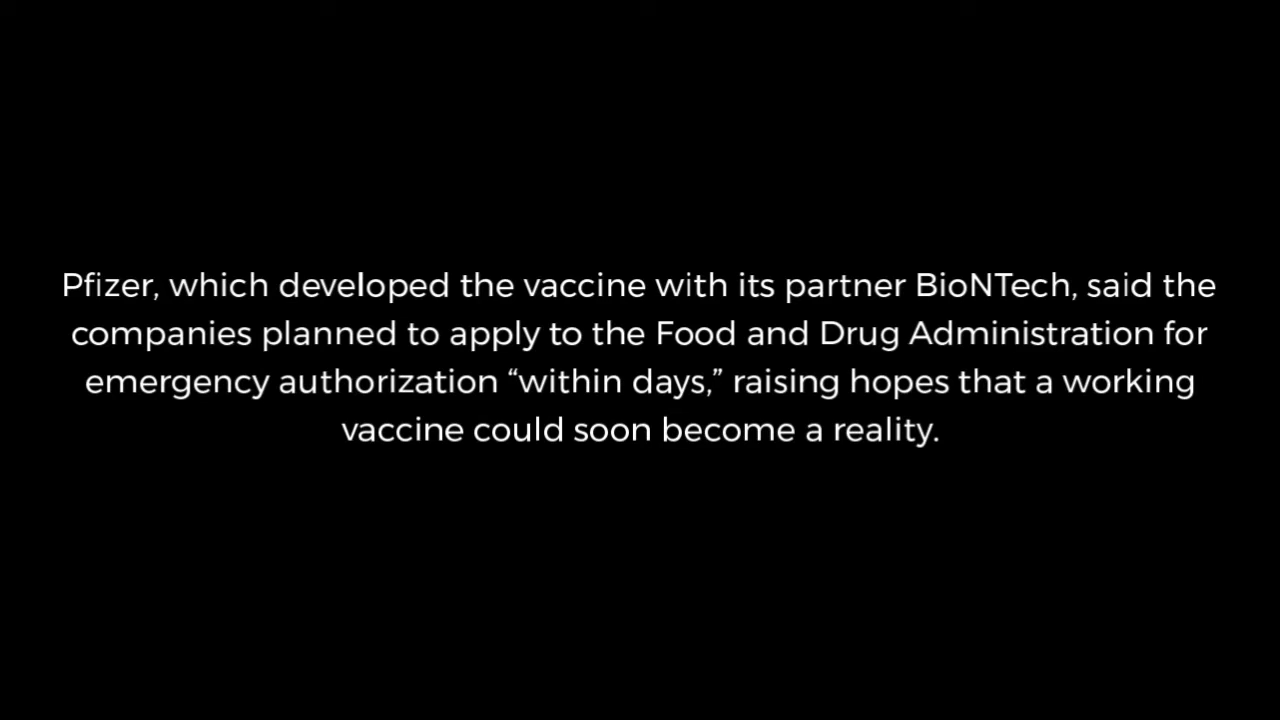 Pfizer, which developed the vaccine with its partner BioNTech, said the
companies planned to apply to the Food and Drug Administration for
emergency authorization “within days,” raising hopes that a working
vaccine could soon become a reality.